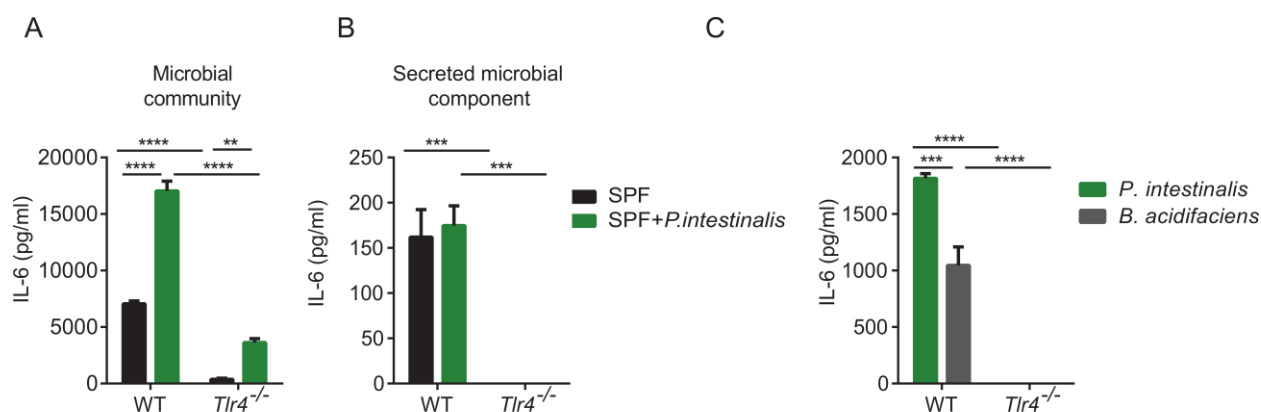 A
B
C
Microbial
community
Secreted microbial
component
**** **
**** ****
20000
15000
10000
5000
0
IL-6 (pg/ml)
WT Tlr4-/-
***
***
250
200
150
100
50
0
IL-6 (pg/ml)
WT Tlr4-/-
SPF
SPF+P.intestinalis
****
*** ****
2000
1500
1000
500
0
IL-6 (pg/ml)
WT Tlr4-/-
P. intestinalis
B. acidifaciens